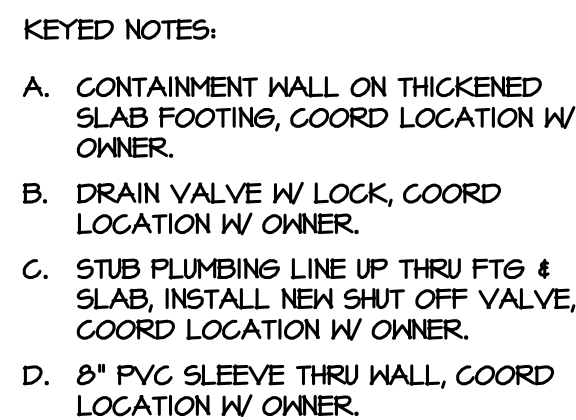 KEYED NOTES:
A. CONTAINMENT WALL ON THICKENED
SLAB FOOTING, COORD LOCATION W/
OWNER.
B. DRAIN VALVE W/ LOCK, COORD
LOCATION W/ OWNER.
C. STUB PLUMBING LINE UP THRU FTG &
SLAB, INSTALL NEW SHUT OFF VALVE,
COORD LOCATION W/ OWNER.
D. 8" PVC SLEEVE THRU WALL, COORD
LOCATION W/ OWNER.